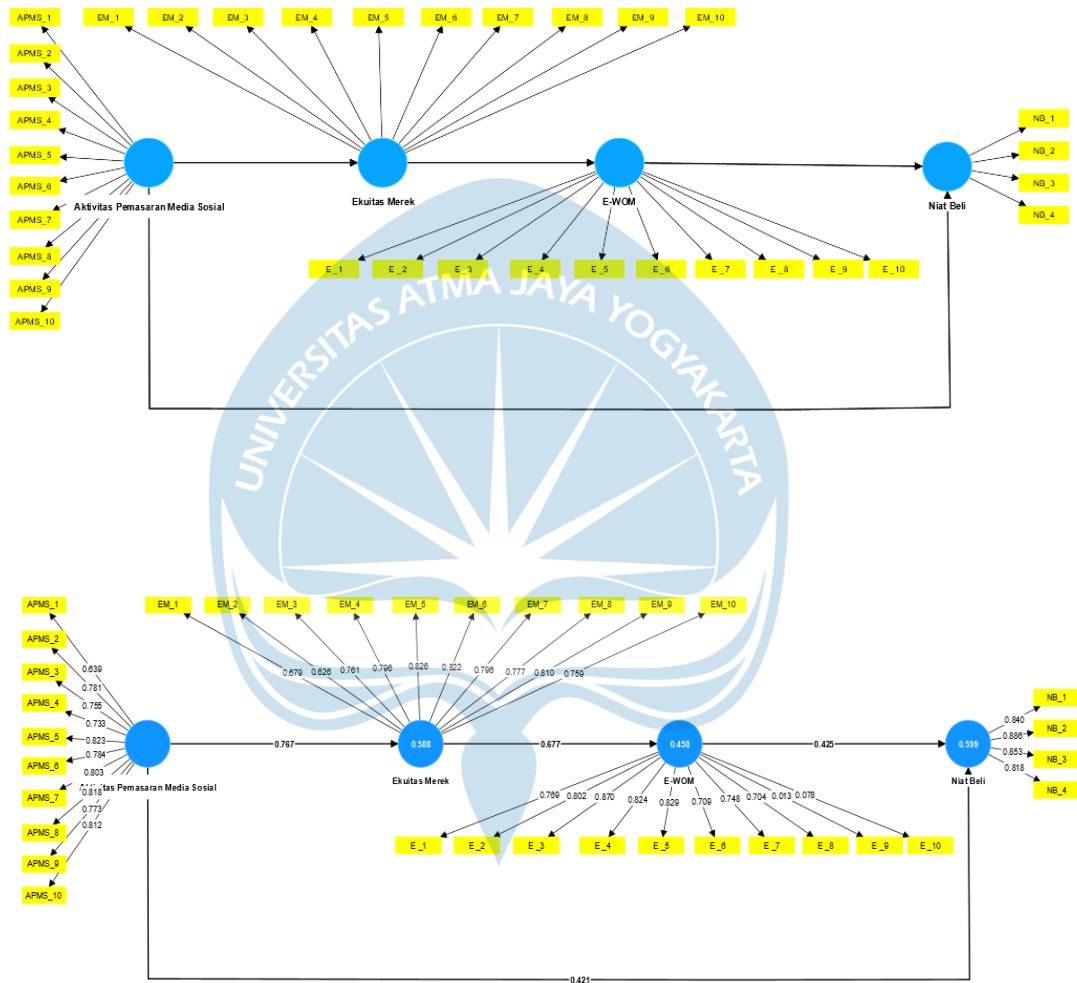 APMS_1
EM_1
EM_2
EM_3
EM_4
EM_5
EM_6
EM_7
EM_8
EM_9
EM_10
APMS_2
APMS_3
APMS_4
APMS_5
APMS_6
APMS_7
APMS_8
APMS_9
APMS_10
Aktivitas Pemasaran Media Sosial
Ekuitas Merek
E-WOM
Niat Beli
NB_1
NB_2
NB_3
NB_4
E_1
E_2
E_3
E_4
E_5
E_6
E_7
E_8
E_9
E_10
UNIVERSITAS ATMA JAYA YOGYAKARTA
APMS_1
EM_1
EM_2
EM_3
EM_4
EM_5
EM_6
EM_7
EM_8
EM_9
EM_10
APMS_2
APMS_3
APMS_4
APMS_5
APMS_6
APMS_7
APMS_8
APMS_9
APMS_10
0.639
0.781
0.755
0.733
0.823
0.784
0.803
0.818
0.773
0.812
0.679
0.626
0.761
0.796
0.826
0.822
0.796
0.777
0.810
0.759
0.767
0.588
0.677
0.458
0.425
0.599
Aktivitas Pemasaran Media Sosial
Ekuitas Merek
E-WOM
Niat Beli
0.840
0.886
0.853
0.818
NB_1
NB_2
NB_3
NB_4
0.769
0.802
0.870
0.824
0.829
0.709
0.748
0.704
0.013
0.078
E_1
E_2
E_3
E_4
E_5
E_6
E_7
E_8
E_9
E_10
0.421